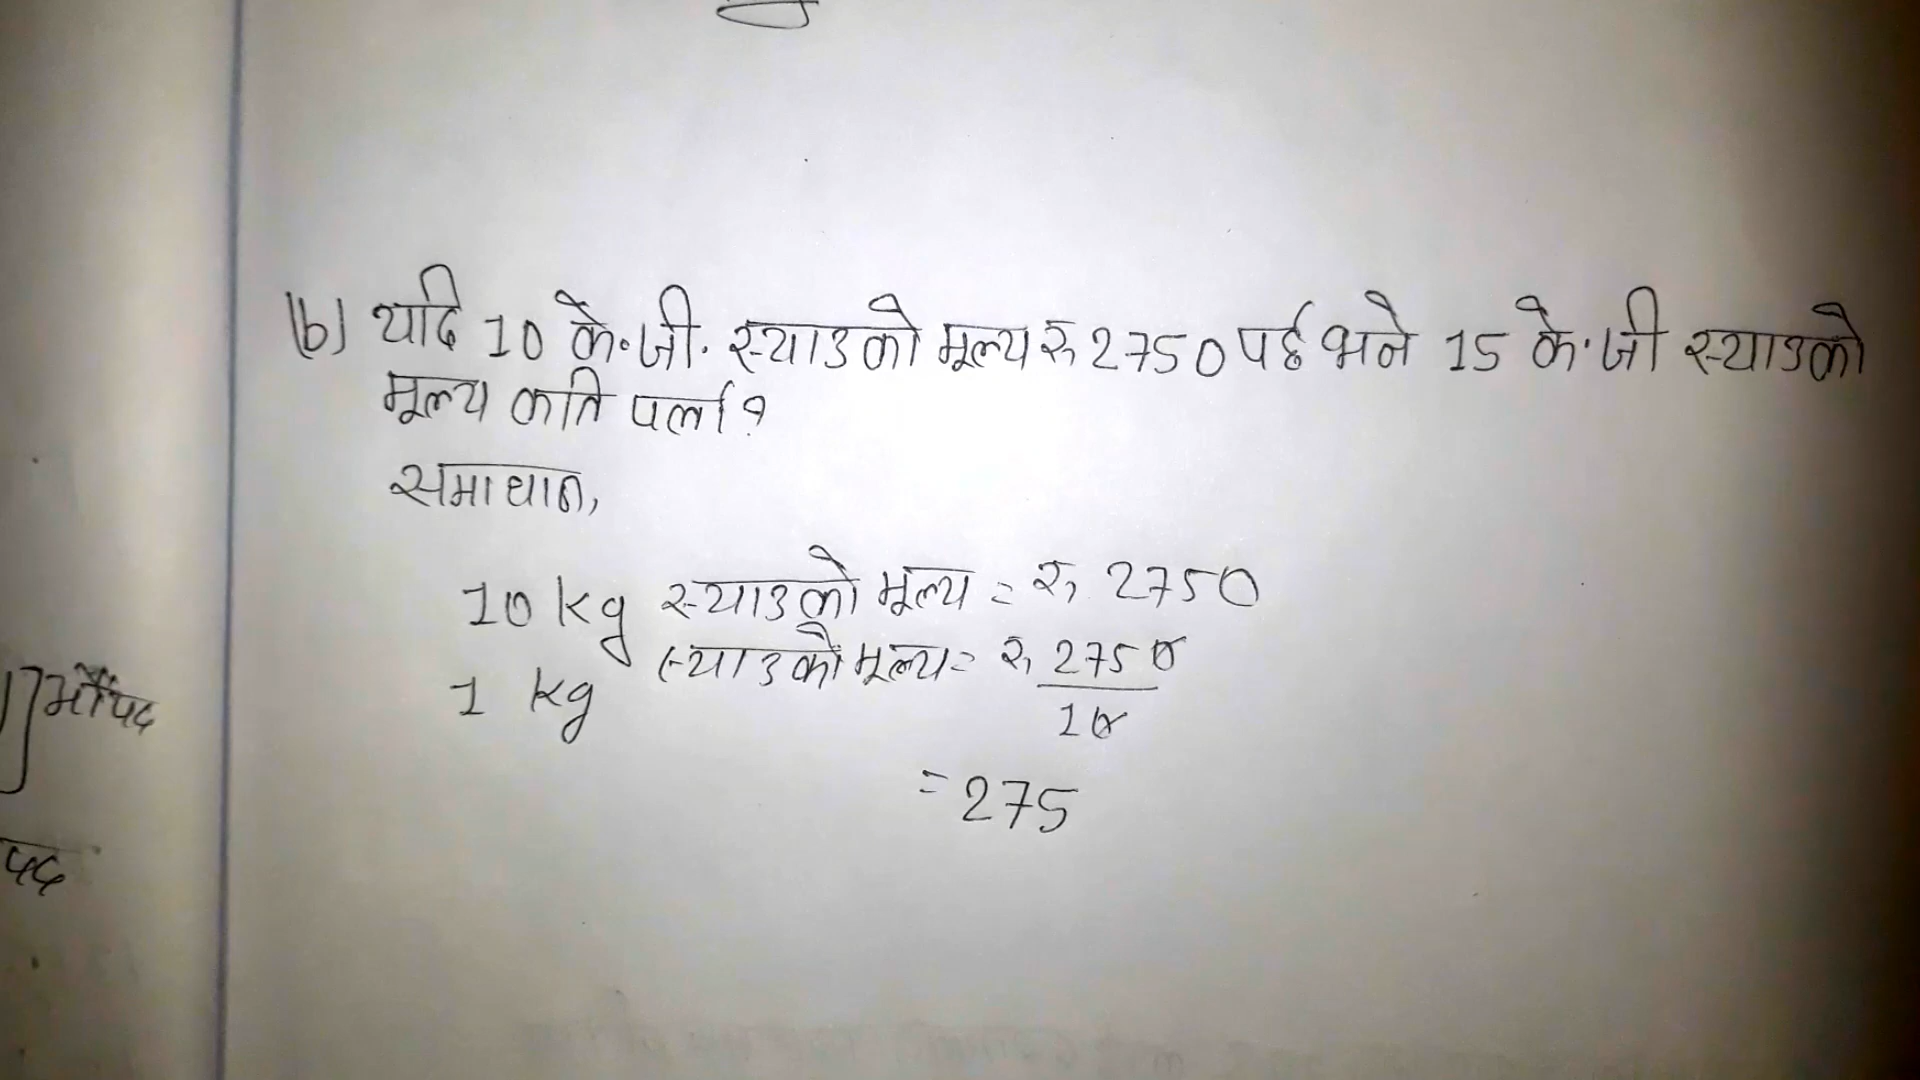 (b) यदि 10 के.जी. स्याउको मूल्य रु 2750 पर्छ भने 15 के.जी स्याउको
मूल्य कति पर्ला ?
समाधान,
10 kg स्याउको मूल्य = रु 2750
1 kg स्याउको मूल्य = रु 2750
10
= 275